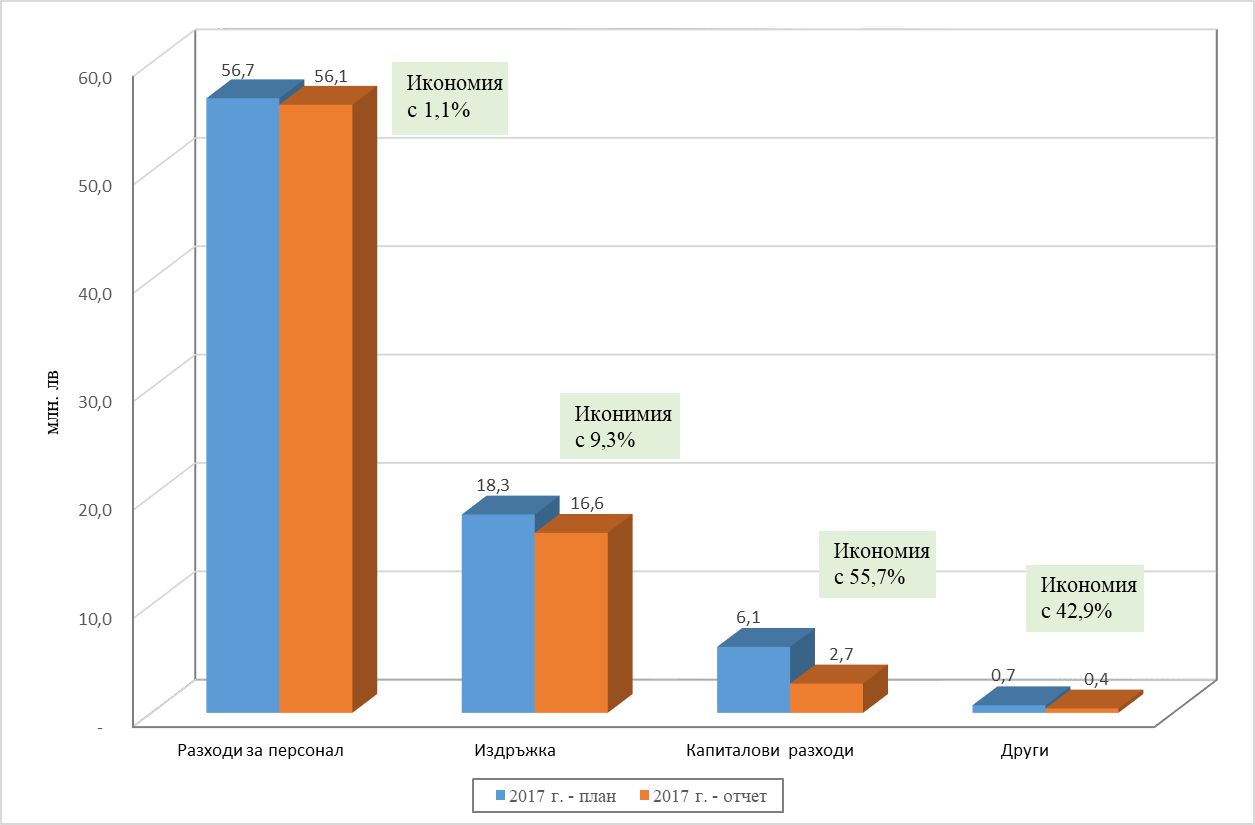 60,0
50,0
40,0
30,0
20,0
10,0
-
млн. лв
56,7
56,1
Икономия
с 1,1%
18,3
16,6
Иконимия
с 9,3%
6,1
2,7
Икономия
с 55,7%
0,7
0,4
Икономия
с 42,9%
Разходи за персонал
Издръжка
Капиталови разходи
Други
2017 г. - план
2017 г. - отчет